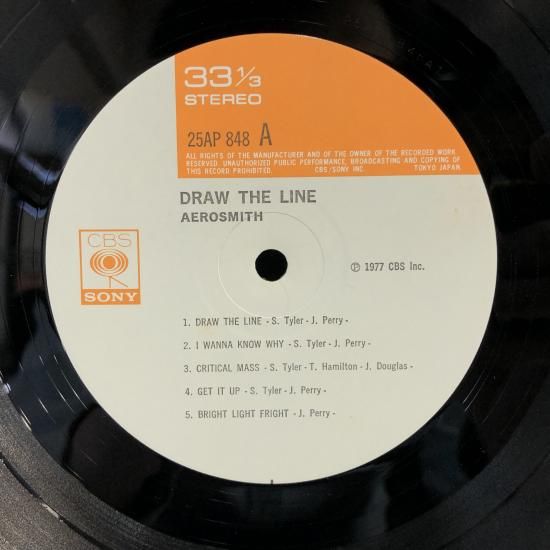 33 1/3
STEREO
25AP 848 A
ALL RIGHTS OF THE MANUFACTURER AND OF THE OWNER OF THE RECORDED WORK
RESERVED. UNAUTHORIZED PUBLIC PERFORMANCE, BROADCASTING AND COPYING OF
THIS RECORD PROHIBITED. CBS/SONY INC. TOKYO JAPAN.
DRAW THE LINE
AEROSMITH
CBS
SONY
Ⓟ 1977 CBS Inc.
1. DRAW THE LINE - S. Tyler - J. Perry -
2. I WANNA KNOW WHY - S. Tyler - J. Perry -
3. CRITICAL MASS - S. Tyler - T. Hamilton - J. Douglas -
4. GET IT UP - S. Tyler - J. Perry -
5. BRIGHT LIGHT FRIGHT - J. Perry -